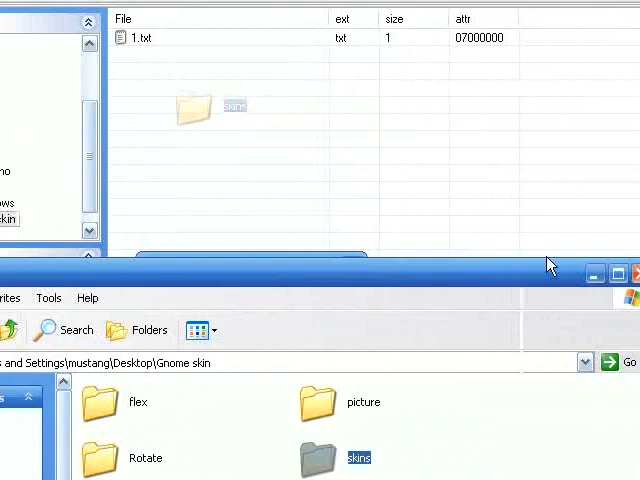 File ext size attr
1.txt txt 1 07000000
skins
no
ows
skin
rites Tools Help
Search Folders
s and Settings\mustang\Desktop\Gnome skin Go
s
flex picture
Rotate skins